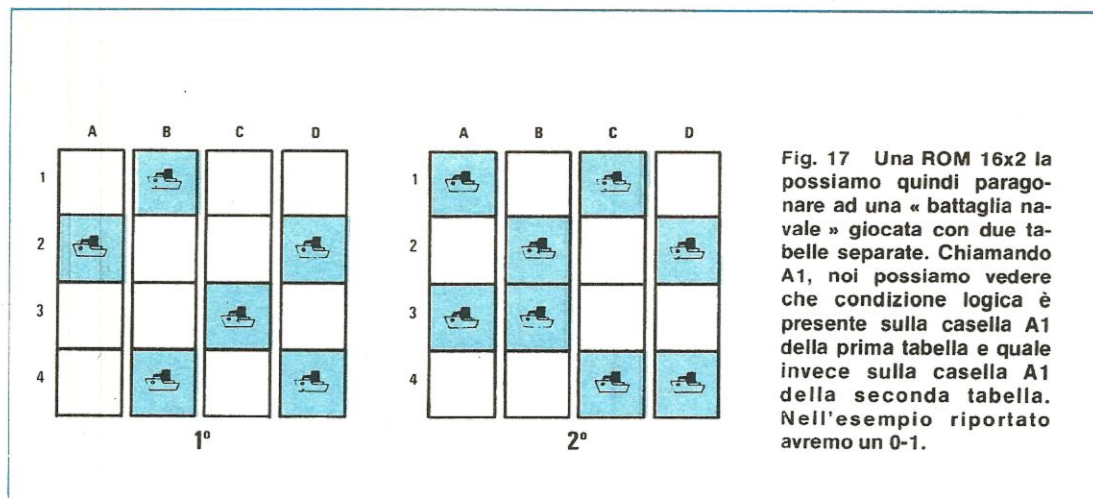 A B C D
1
2
3
4
1º
A B C D
1
2
3
4
2º
Fig. 17 Una ROM 16x2 la
possiamo quindi parago-
nare ad una « battaglia na-
vale » giocata con due ta-
belle separate. Chiamando
A1, noi possiamo vedere
che condizione logica è
presente sulla casella A1
della prima tabella e quale
invece sulla casella A1
della seconda tabella.
Nell'esempio riportato
avremo un 0-1.